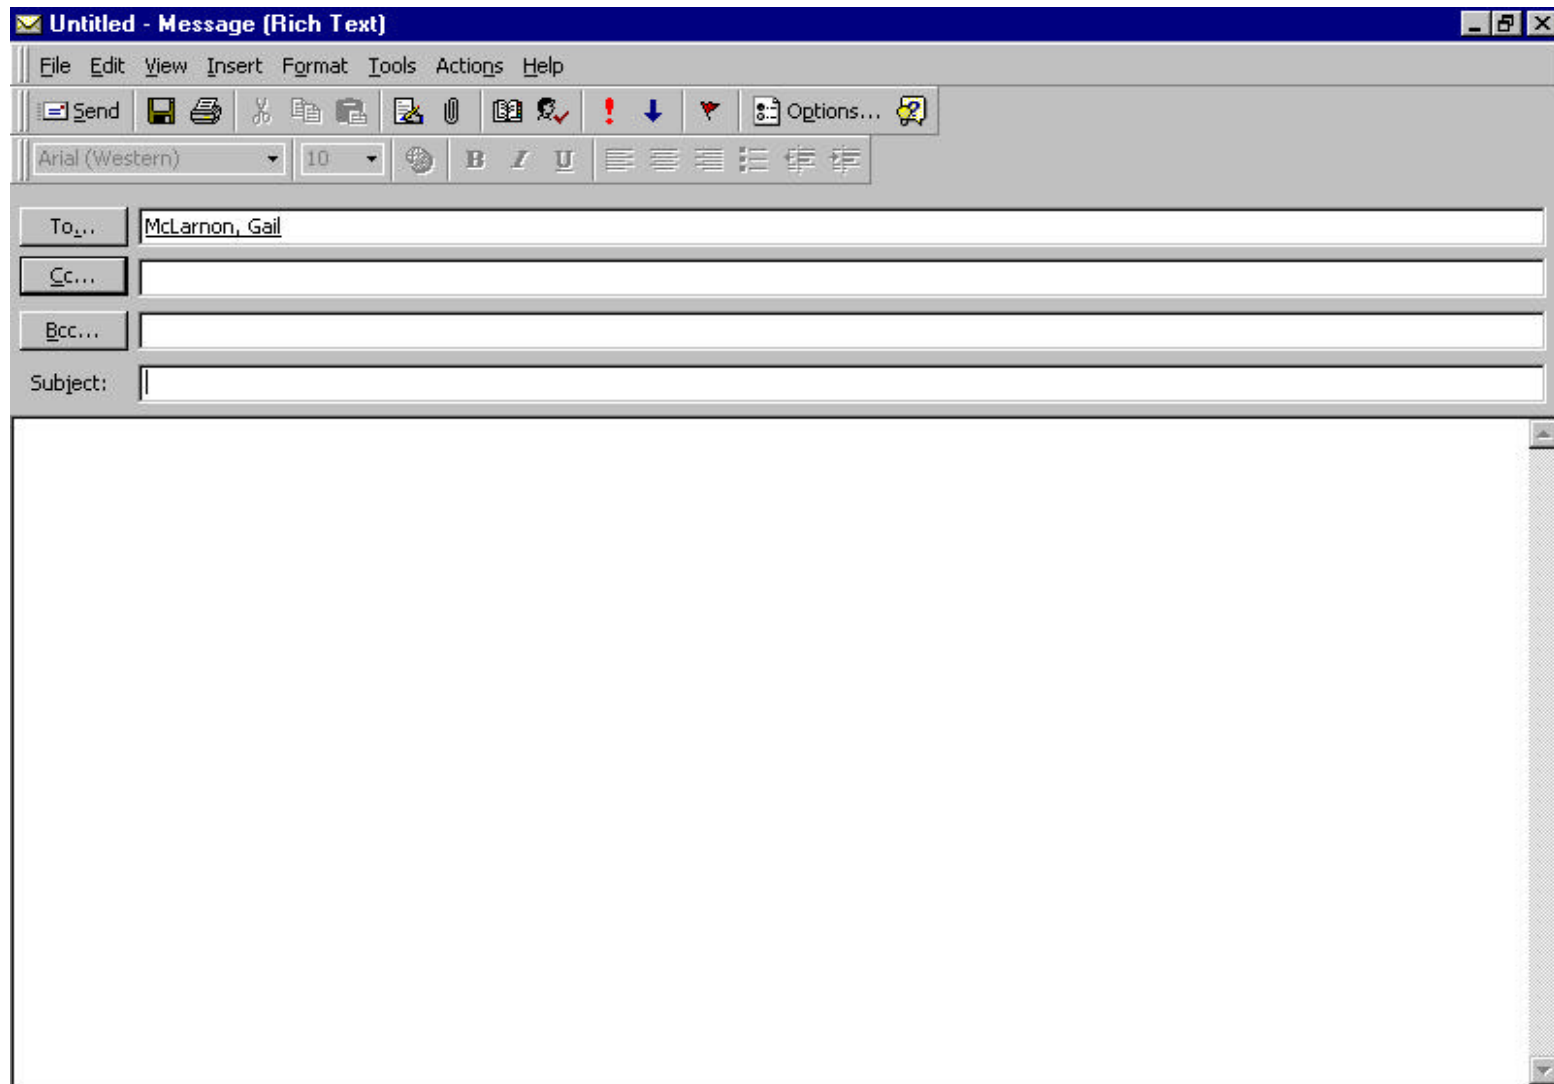 Untitled - Message (Rich Text)
File Edit View Insert Format Tools Actions Help
Send Options...
Arial (Western) 10 B I U
To... McLarnon, Gail
Cc...
Bcc...
Subject: